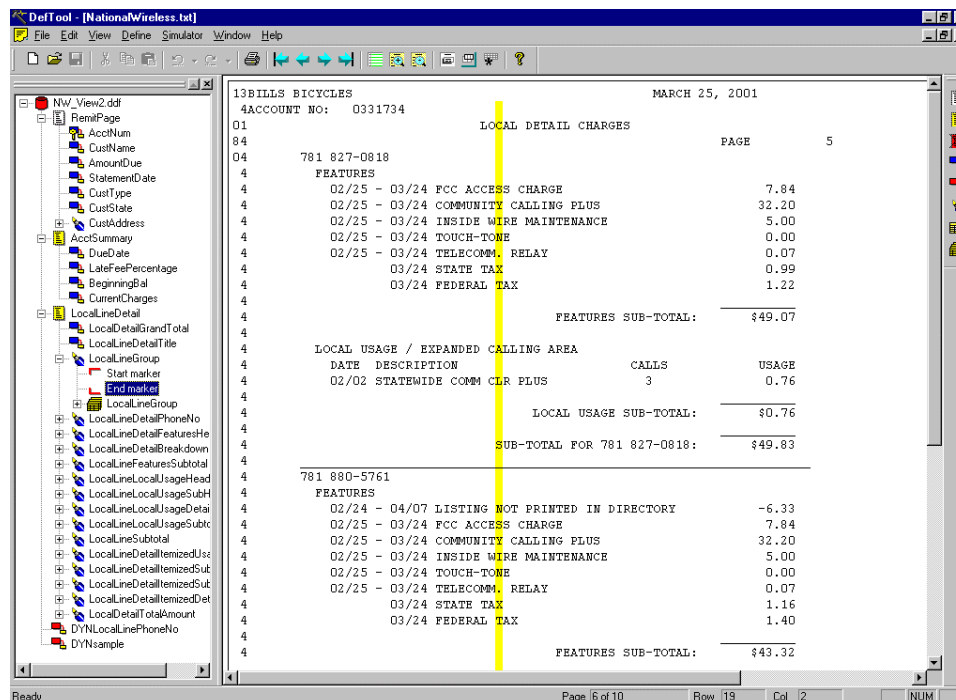 DefTool - [NationalWireless.txt]
File Edit View Define Simulator Window Help
NW_View2.ddf
RemitPage
AcctNum
CustName
AmountDue
StatementDate
CustType
CustState
CustAddress
AcctSummary
DueDate
LateFeePercentage
BeginningBal
CurrentCharges
LocalLineDetail
LocalDetailGrandTotal
LocalLineDetailTitle
LocalLineGroup
Start marker
End marker
LocalLineGroup
LocalLineDetailPhoneNo
LocalLineDetailFeaturesHe
LocalLineDetailBreakdown
LocalLineFeaturesSubtotal
LocalLineLocalUsageHead
LocalLineLocalUsageSubH
LocalLineLocalUsageDetai
LocalLineLocalUsageSubtc
LocalLineSubtotal
LocalLineDetailItemizedUsa
LocalLineDetailItemizedSub
LocalLineDetailItemizedSub
LocalLineDetailItemizedDet
LocalDetailTotalAmount
DYNLocalLinePhoneNo
DYNsample
13BILLS BICYCLES MARCH 25, 2001
4ACCOUNT NO: 0331734
01 LOCAL DETAIL CHARGES
84 PAGE 5
04 781 827-0818
4 FEATURES
4 02/25 - 03/24 FCC ACCESS CHARGE 7.84
4 02/25 - 03/24 COMMUNITY CALLING PLUS 32.20
4 02/25 - 03/24 INSIDE WIRE MAINTENANCE 5.00
4 02/25 - 03/24 TOUCH-TONE 0.00
4 02/25 - 03/24 TELECOMM. RELAY 0.07
4 03/24 STATE TAX 0.99
4 03/24 FEDERAL TAX 1.22
4
4 FEATURES SUB-TOTAL: $49.07
4
4 LOCAL USAGE / EXPANDED CALLING AREA
4 DATE DESCRIPTION CALLS USAGE
4 02/02 STATEWIDE COMM CLR PLUS 3 0.76
4
4 LOCAL USAGE SUB-TOTAL: $0.76
4
4 SUB-TOTAL FOR 781 827-0818: $49.83
4
4 781 880-5761
4 FEATURES
4 02/24 - 04/07 LISTING NOT PRINTED IN DIRECTORY -6.33
4 02/25 - 03/24 FCC ACCESS CHARGE 7.84
4 02/25 - 03/24 COMMUNITY CALLING PLUS 32.20
4 02/25 - 03/24 INSIDE WIRE MAINTENANCE 5.00
4 02/25 - 03/24 TOUCH-TONE 0.00
4 02/25 - 03/24 TELECOMM. RELAY 0.07
4 03/24 STATE TAX 1.16
4 03/24 FEDERAL TAX 1.40
4
4 FEATURES SUB-TOTAL: $43.32
Ready Page 6 of 10 Row 19 Col 2 NUM